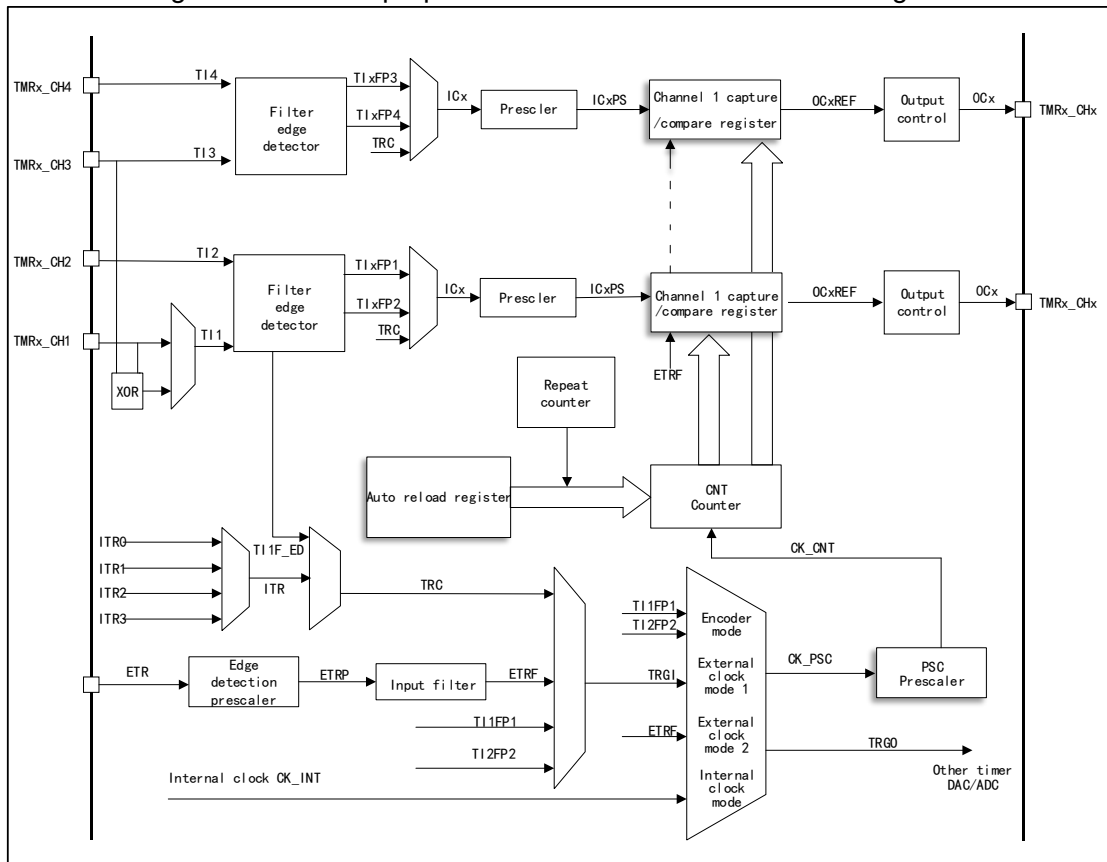 TMRx_CH4
TI4
TIxFP3
ICx
Prescler
ICxPS
Channel 1 capture
/compare register
OCxREF
Output
control
OCx
TMRx_CHx
Filter
edge
detector
TIxFP4
TRC
TMRx_CH3
TI3
TMRx_CH2
TI2
TIxFP1
ICx
Prescler
ICxPS
Channel 1 capture
/compare register
OCxREF
Output
control
OCx
TMRx_CHx
Filter
edge
detector
TIxFP2
TRC
TMRx_CH1
TI1
XOR
ETRF
Repeat
counter
Auto reload register
CNT
Counter
CK_CNT
ITR0
ITR1
ITR2
ITR3
TI1F_ED
ITR
TRC
TI1FP1
TI2FP2
Encoder
mode
ETR
Edge
detection
prescaler
ETRP
Input filter
ETRF
TRGI
External
clock
mode 1
CK_PSC
PSC
Prescaler
TI1FP1
TI2FP2
ETRF
External
clock
mode 2
TRGO
Other timer
DAC/ADC
Internal clock CK_INT
Internal
clock
mode